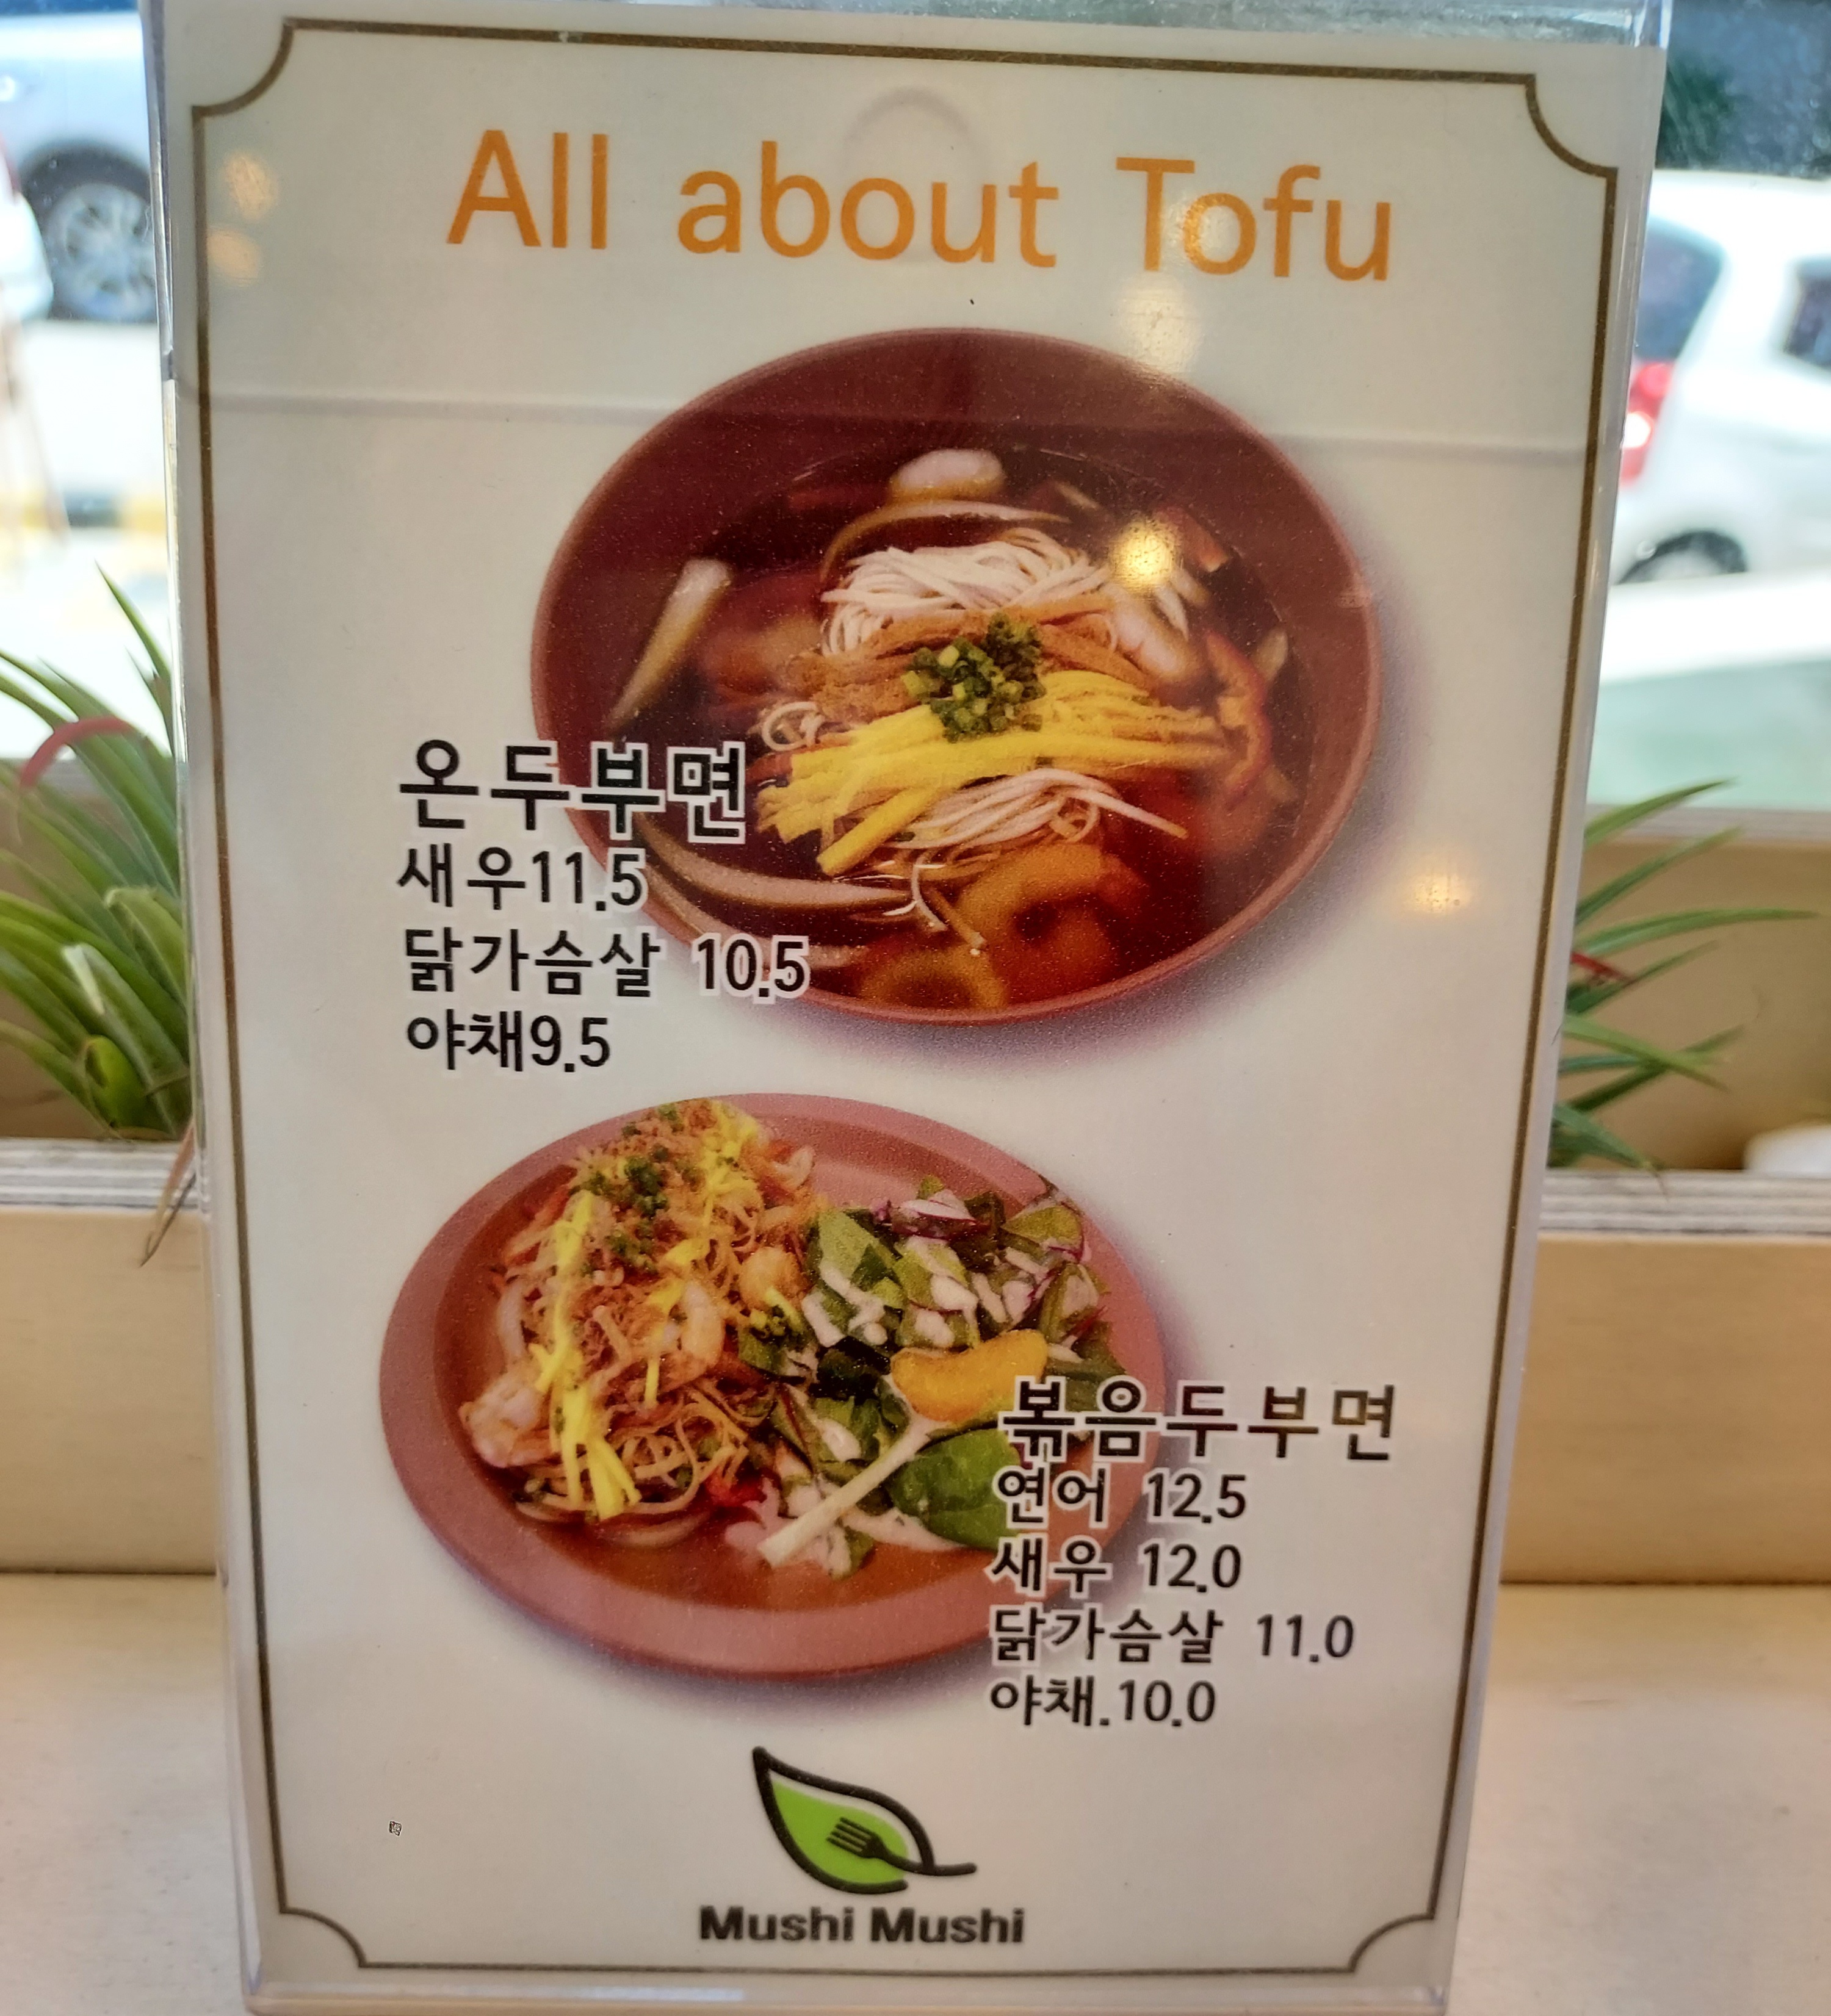 All about Tofu
온두부면
새우11.5
닭가슴살 10.5
야채9.5
볶음두부면
연어 12.5
새우 12.0
닭가슴살 11.0
야채.10.0
Mushi Mushi